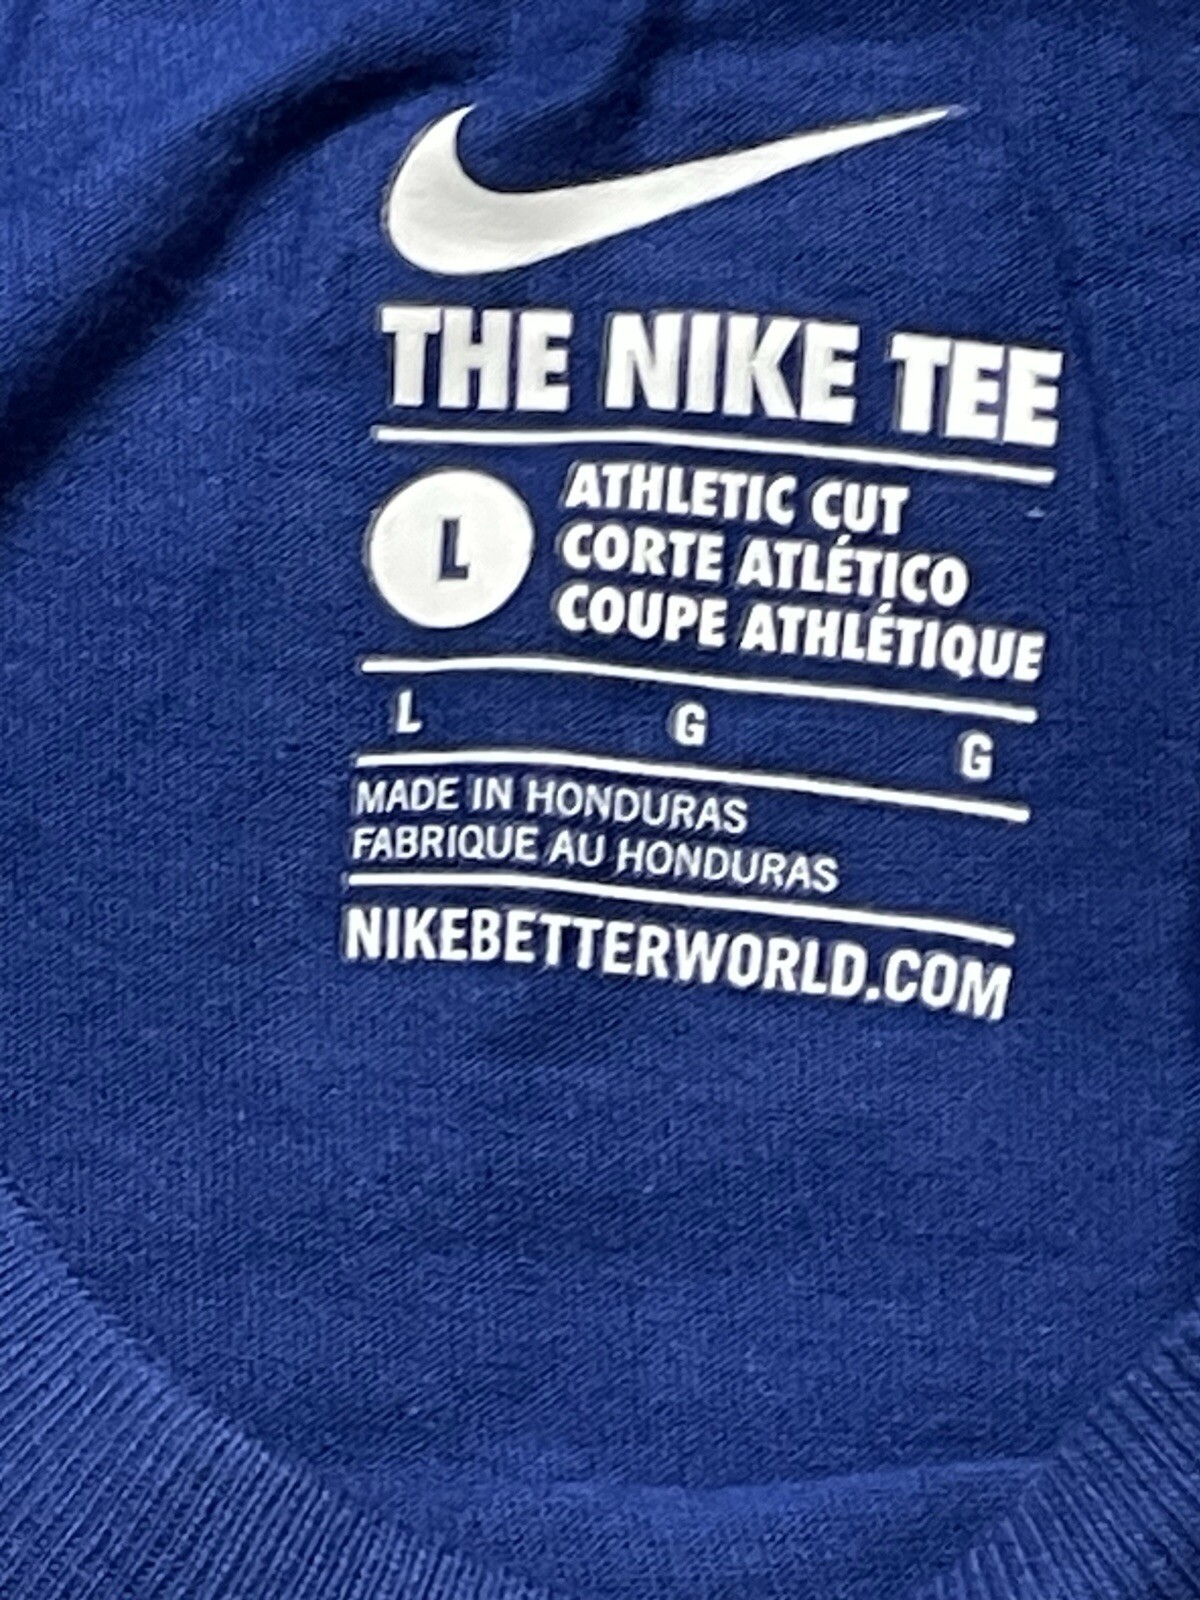 THE NIKE TEE
L
ATHLETIC CUT
CORTE ATLÉTICO
COUPE ATHLÉTIQUE
L G G
MADE IN HONDURAS
FABRIQUE AU HONDURAS
NIKEBETTERWORLD.COM